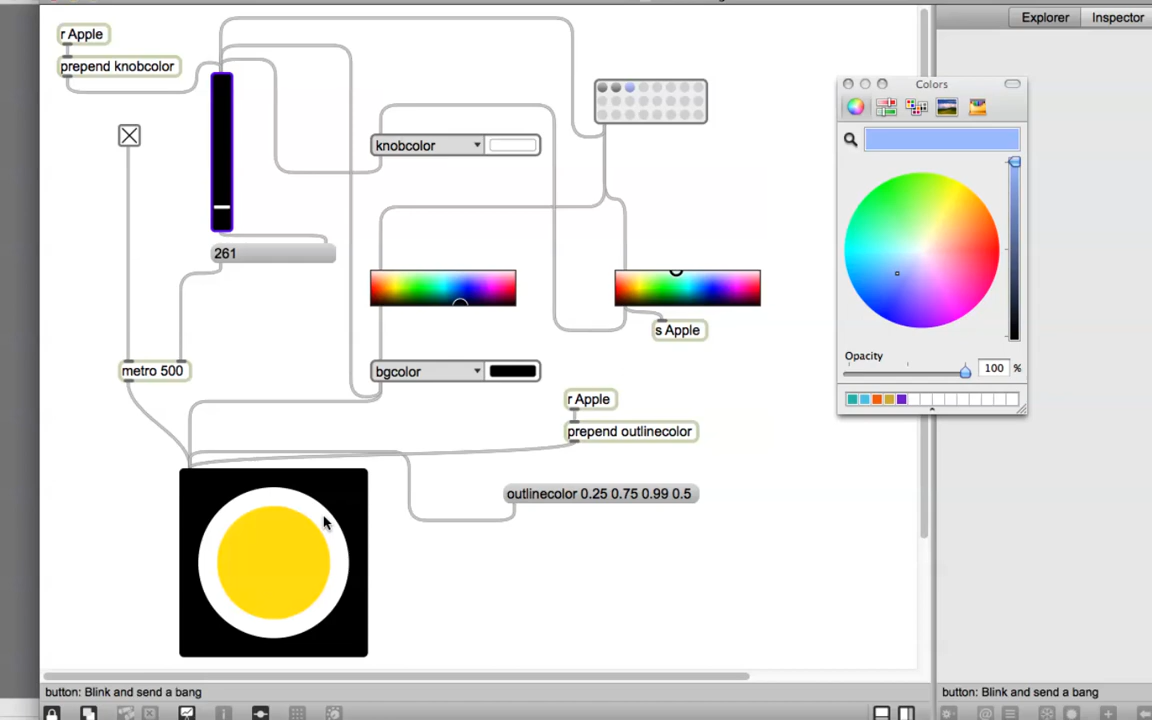 Explorer
Inspector
r Apple
prepend knobcolor
Colors
knobcolor
261
s Apple
Opacity
100 %
metro 500
bgcolor
r Apple
prepend outlinecolor
outlinecolor 0.25 0.75 0.99 0.5
button: Blink and send a bang
button: Blink and send a bang